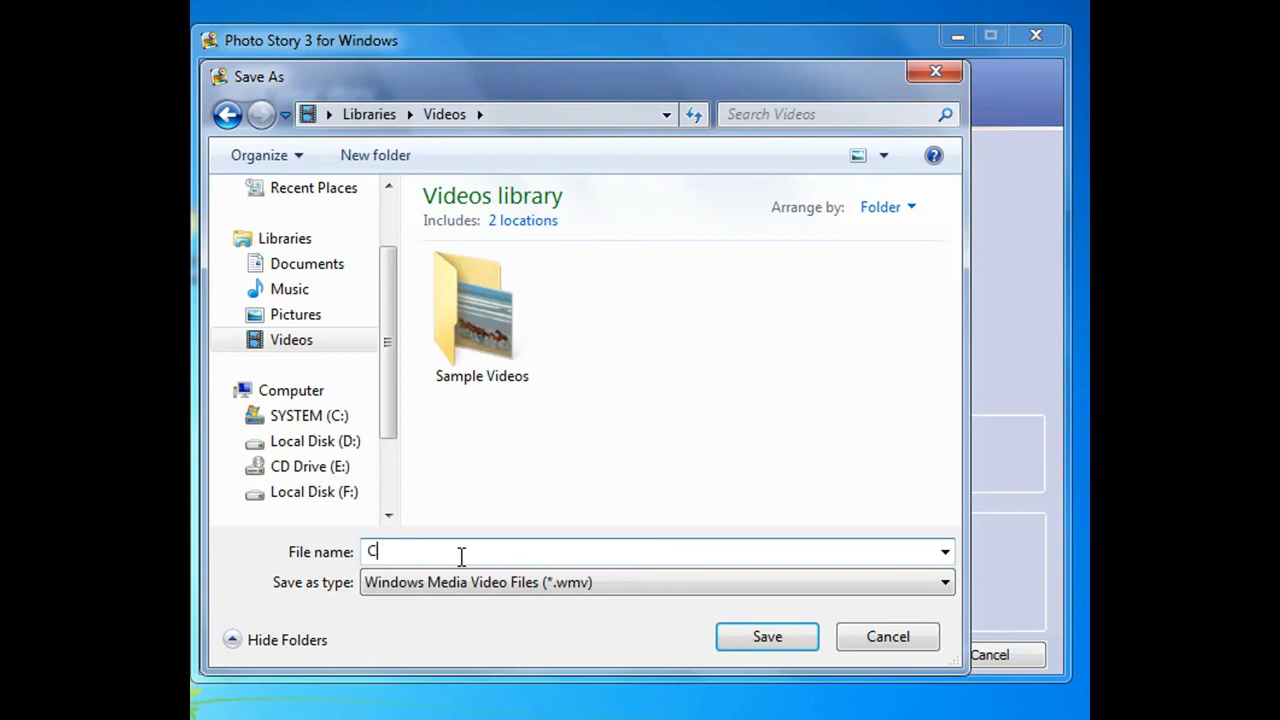 Photo Story 3 for Windows
Save As
Libraries Videos
Search Videos
Organize
New folder
Recent Places
Libraries
Documents
Music
Pictures
Videos
Computer
SYSTEM (C:)
Local Disk (D:)
CD Drive (E:)
Local Disk (F:)
Videos library
Includes: 2 locations
Arrange by: Folder
Sample Videos
File name: C
Save as type: Windows Media Video Files (*.wmv)
Hide Folders
Save
Cancel
Cancel